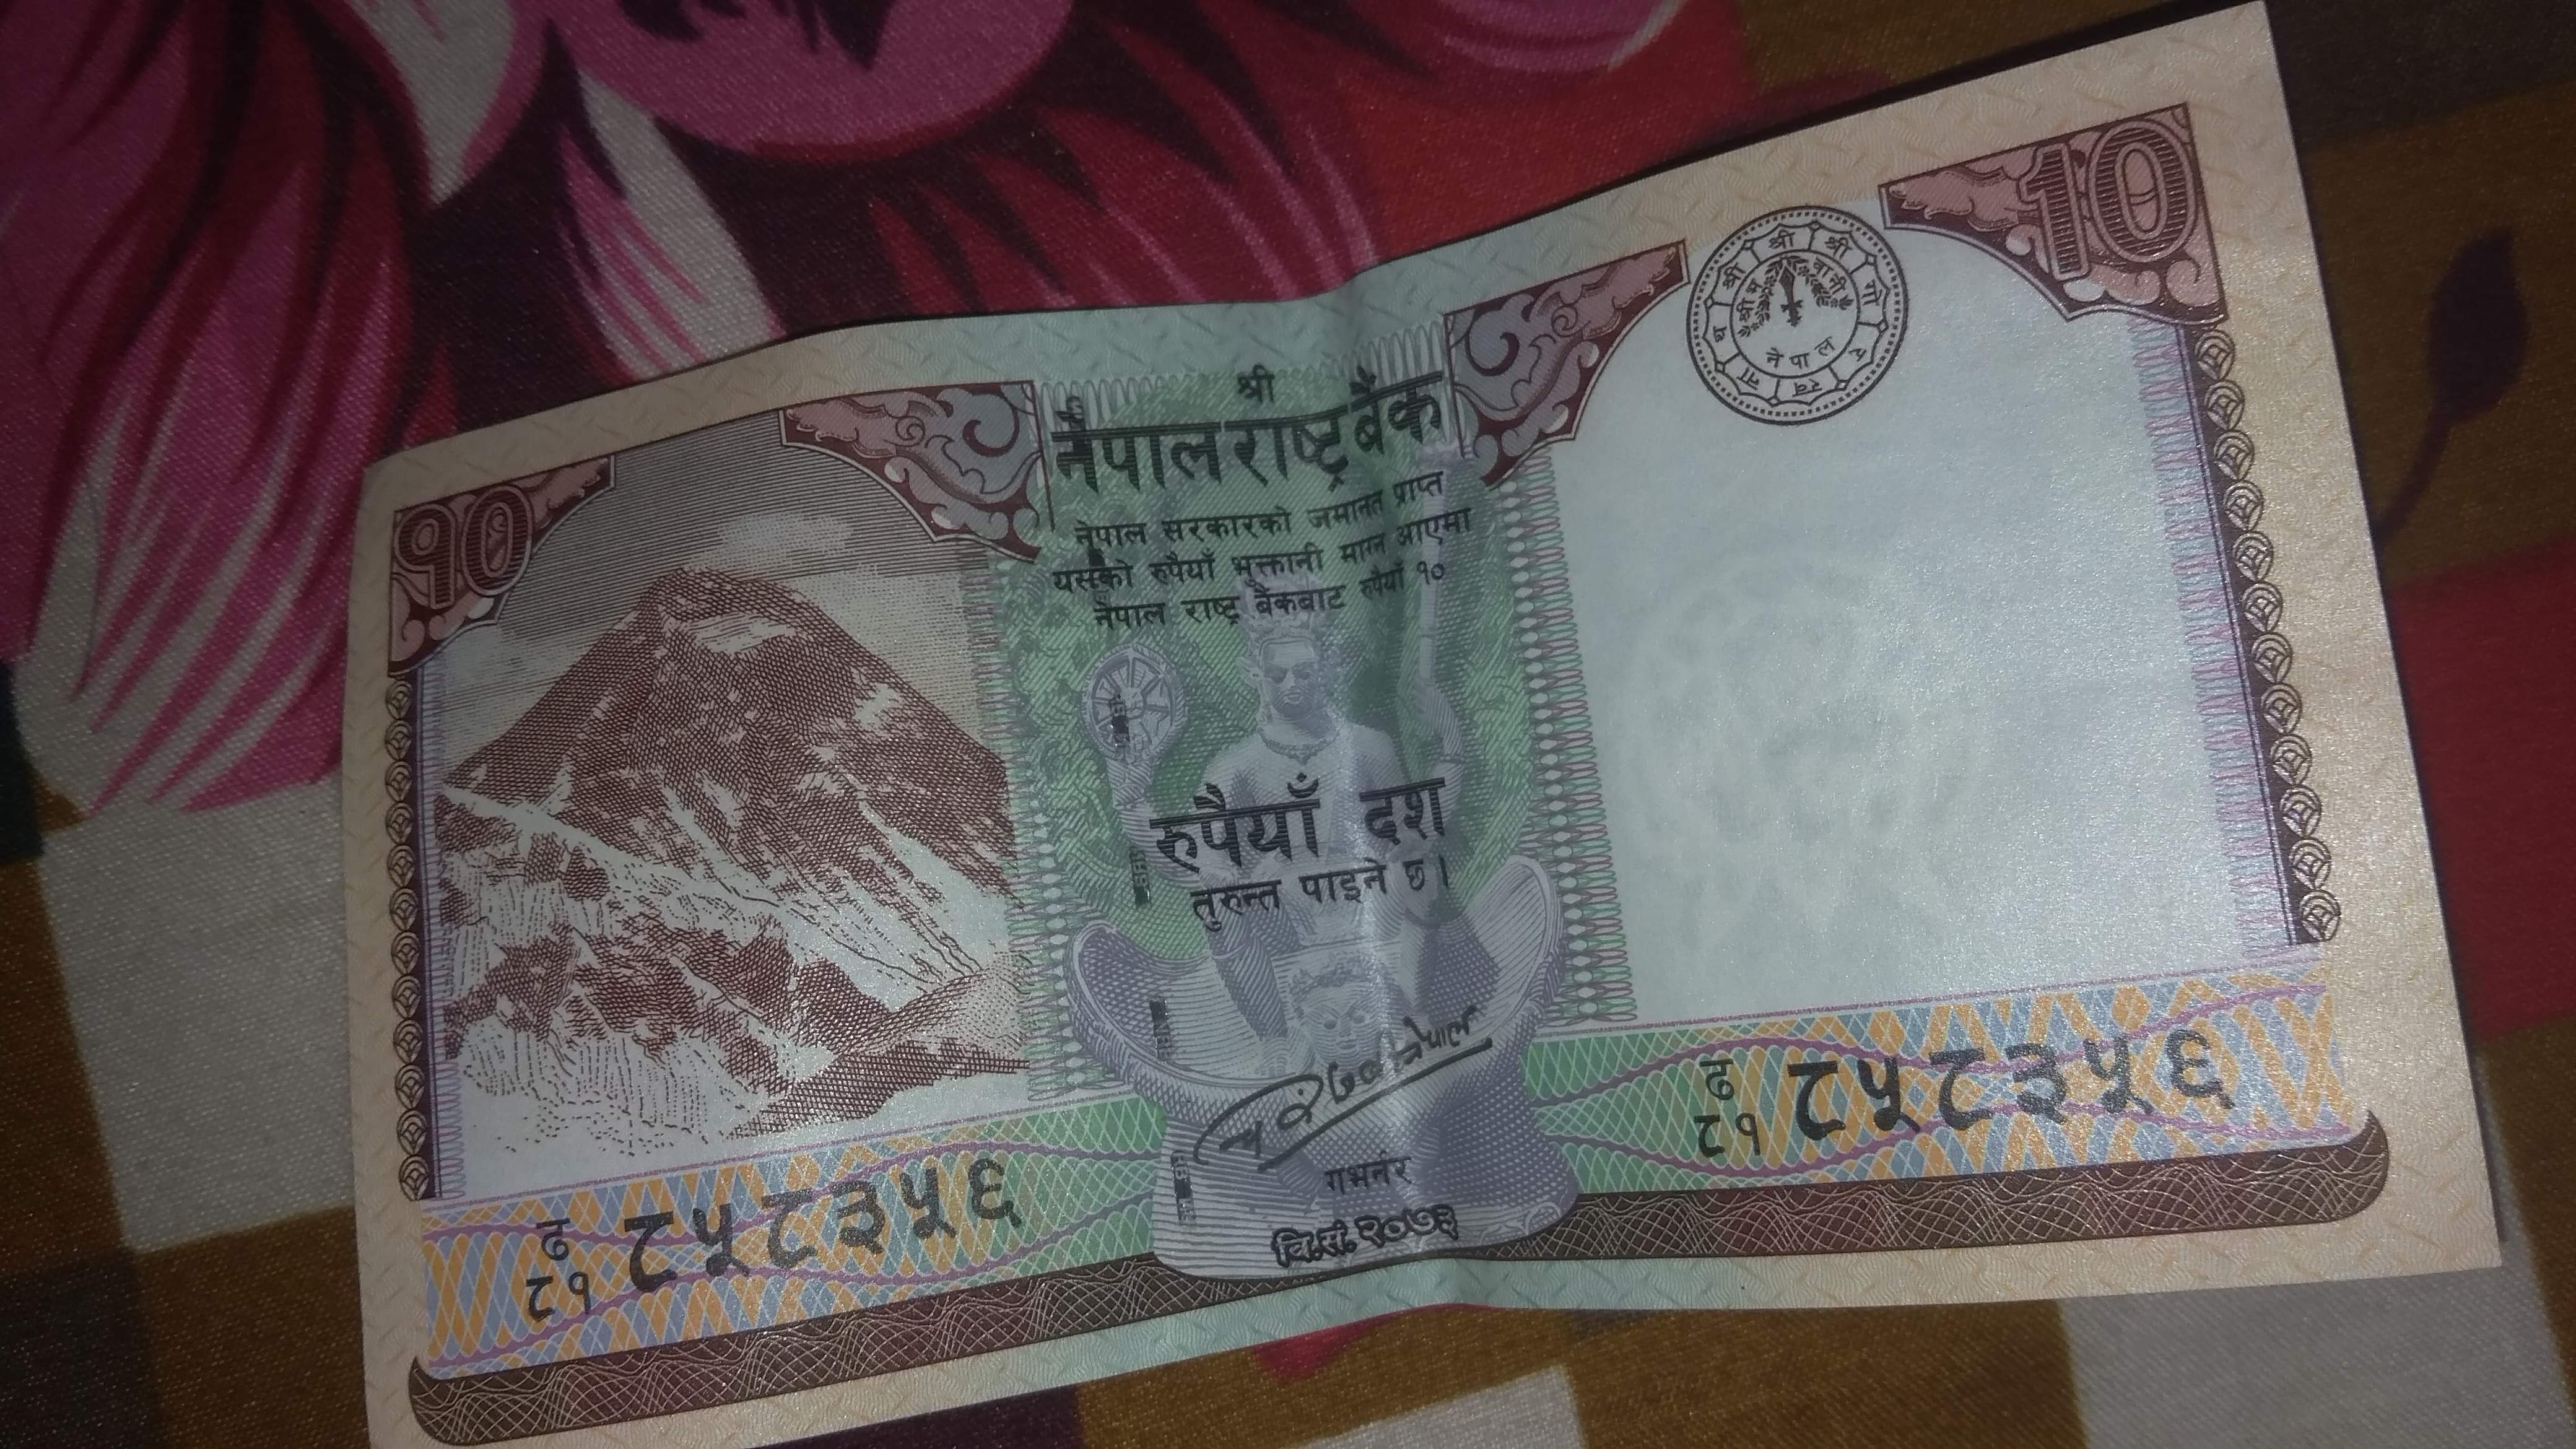 १०
10
श्री
नेपाल राष्ट्र बैंक
नेपाल सरकारको जमानत प्राप्त
यसको रुपैयाँ भुक्तानी माग्न आएमा
नेपाल राष्ट्र बैंकबाट रुपैयाँ १०
रुपैयाँ दश
तुरुन्त पाइने छ।
गभर्नर
वि.सं. २०७३
ढ
८१ ८५८३५६
ढ
८१ ८५८३५६
श्री श्री श्री
भवानी
नेपाल